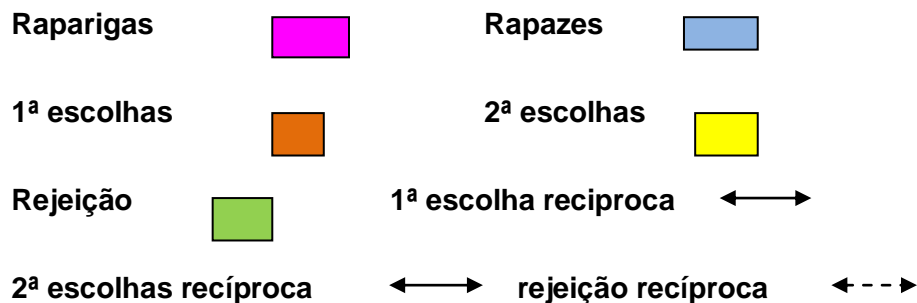 Raparigas Rapazes
1ª escolhas 2ª escolhas
Rejeição 1ª escolha reciproca
2ª escolhas recíproca rejeição recíproca